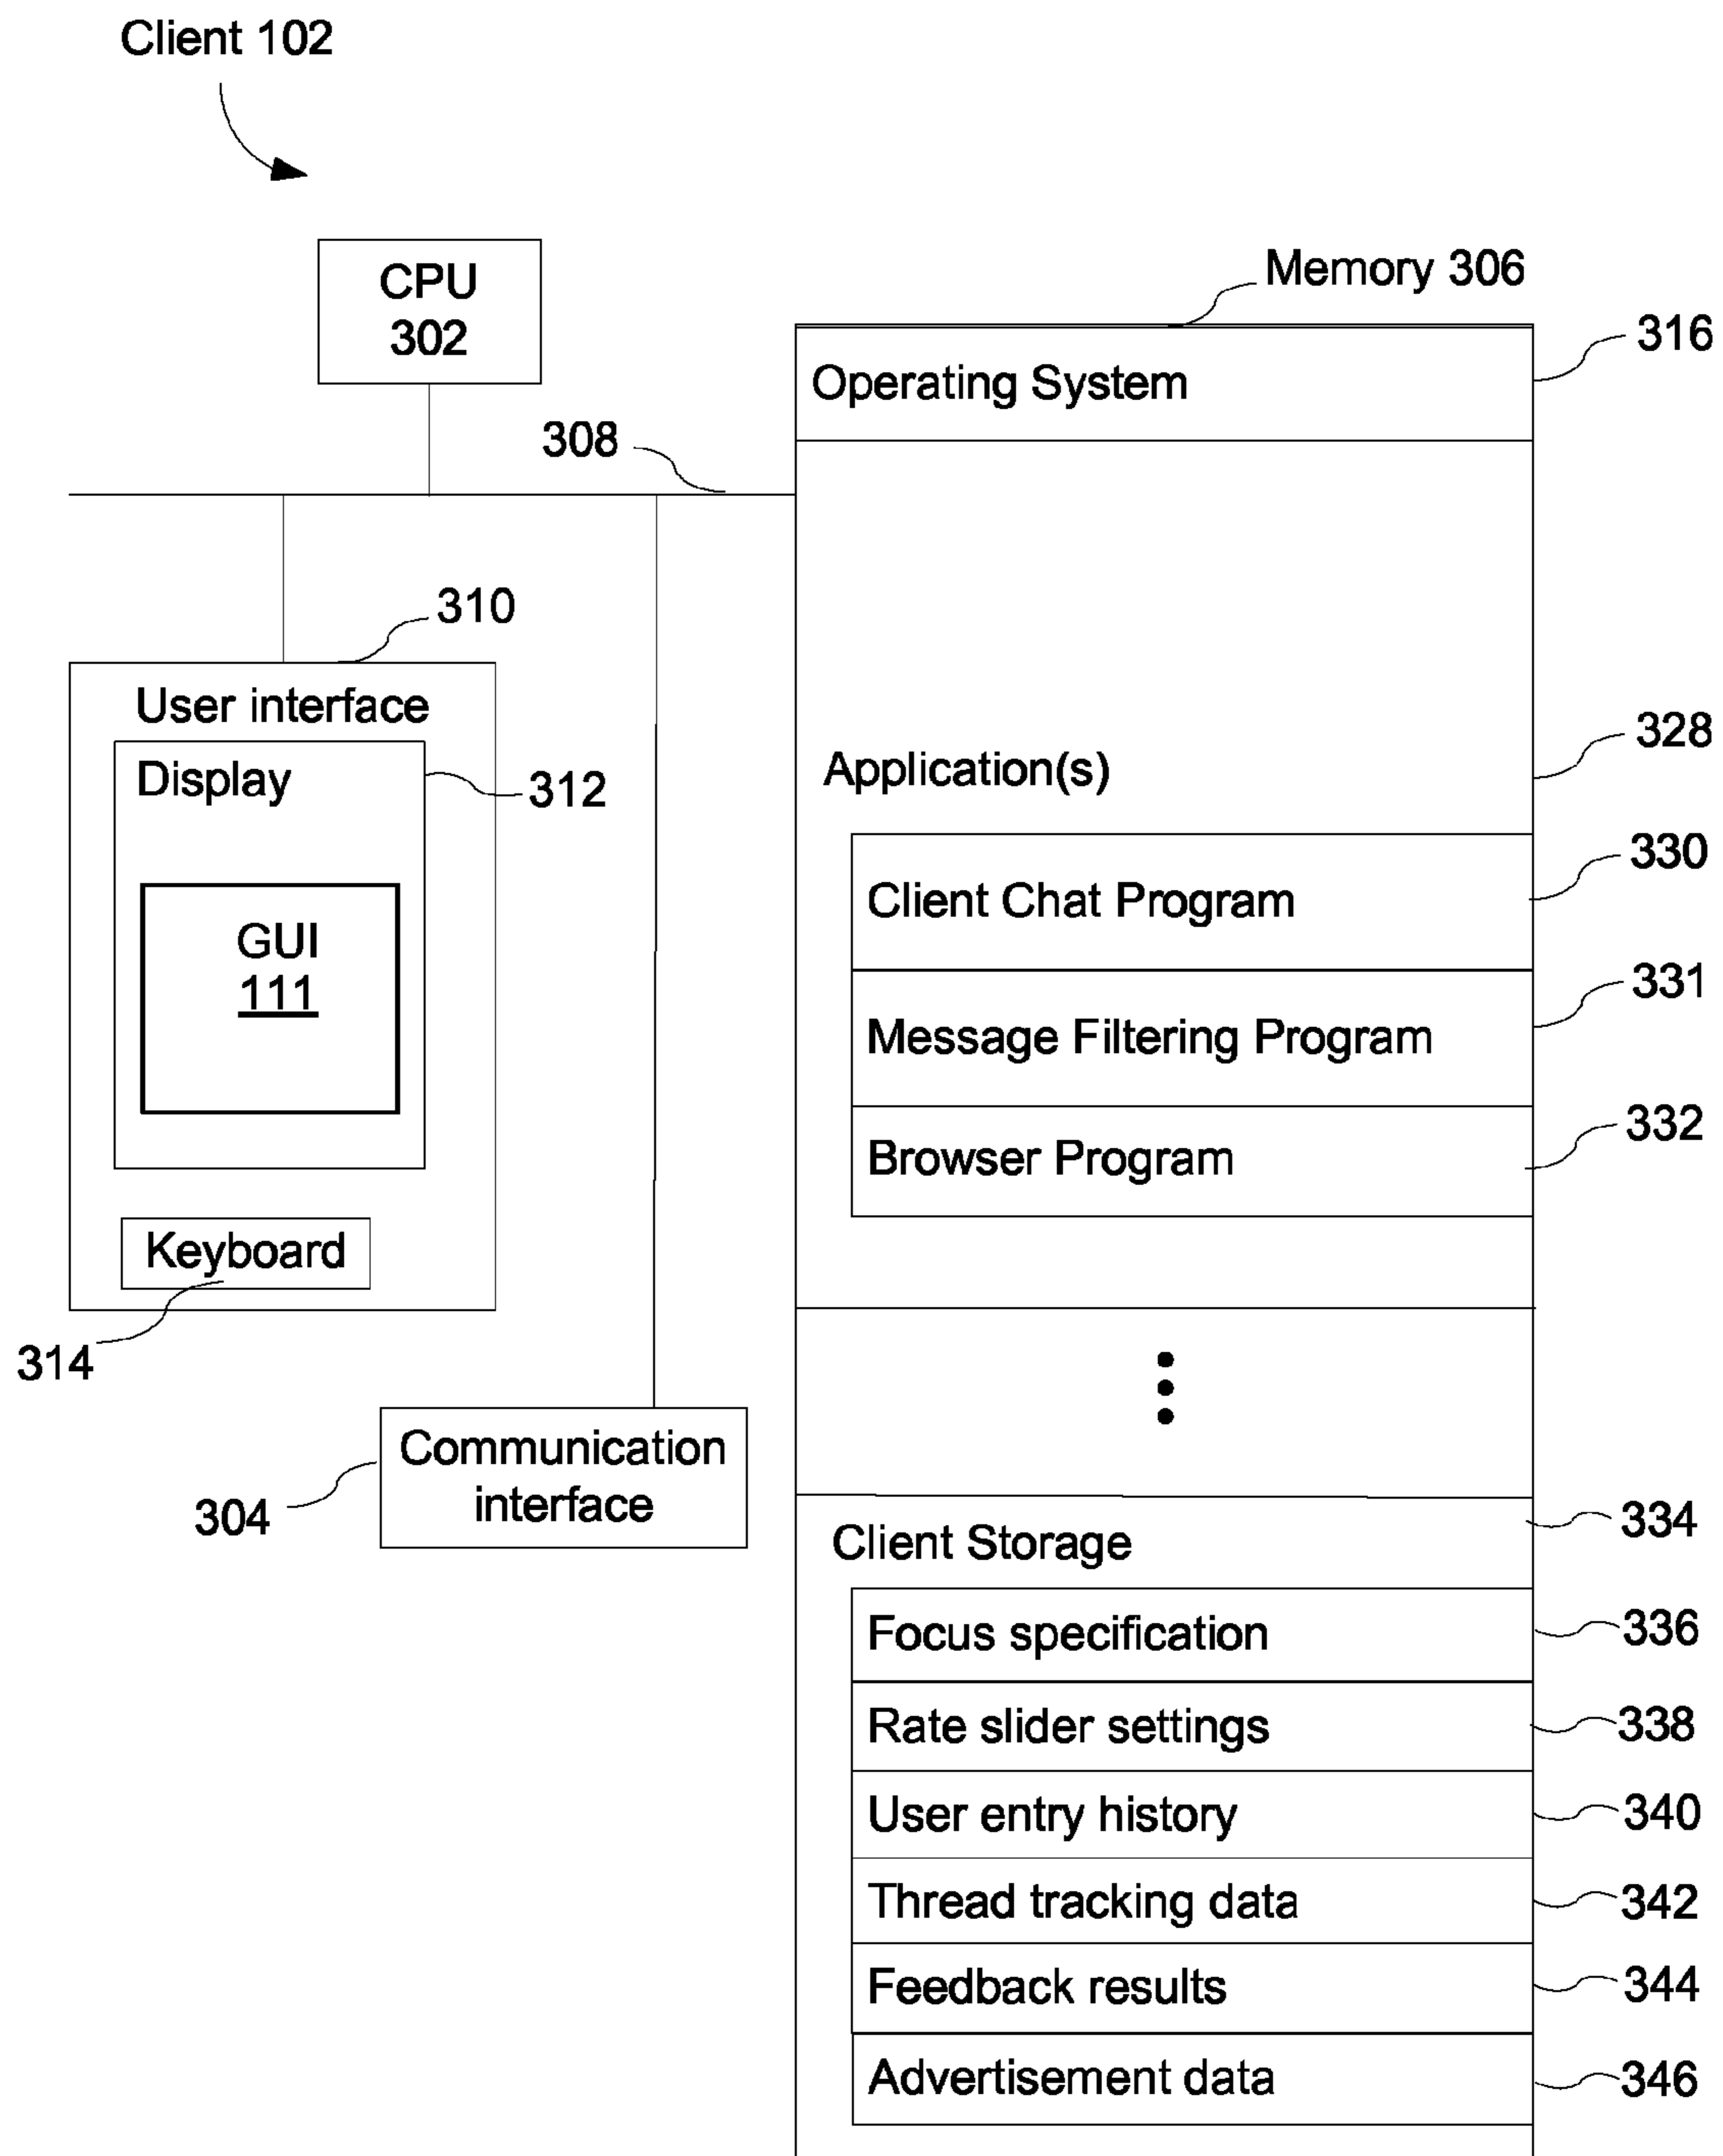 Client 102
CPU
302
Memory 306
316
Operating System
308
310
User interface
328
Display
312
Application(s)
330
Client Chat Program
GUI
111
331
Message Filtering Program
332
Browser Program
Keyboard
314
Communication
interface
304
334
Client Storage
336
Focus specification
338
Rate slider settings
340
User entry history
342
Thread tracking data
344
Feedback results
346
Advertisement data